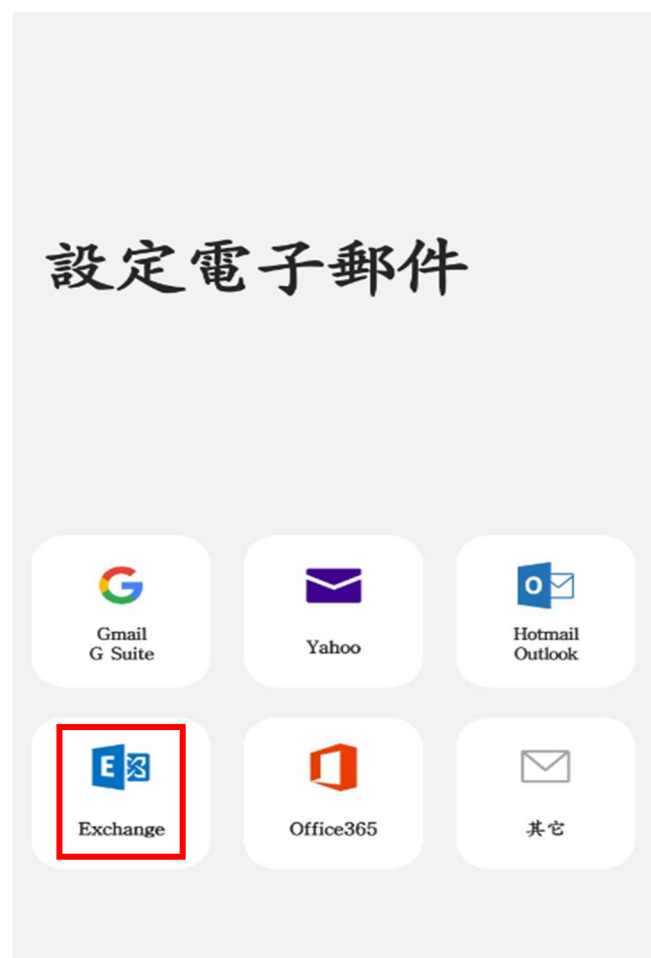 設定電子郵件
Gmail
G Suite
Yahoo
Hotmail
Outlook
Exchange
Office365
其它